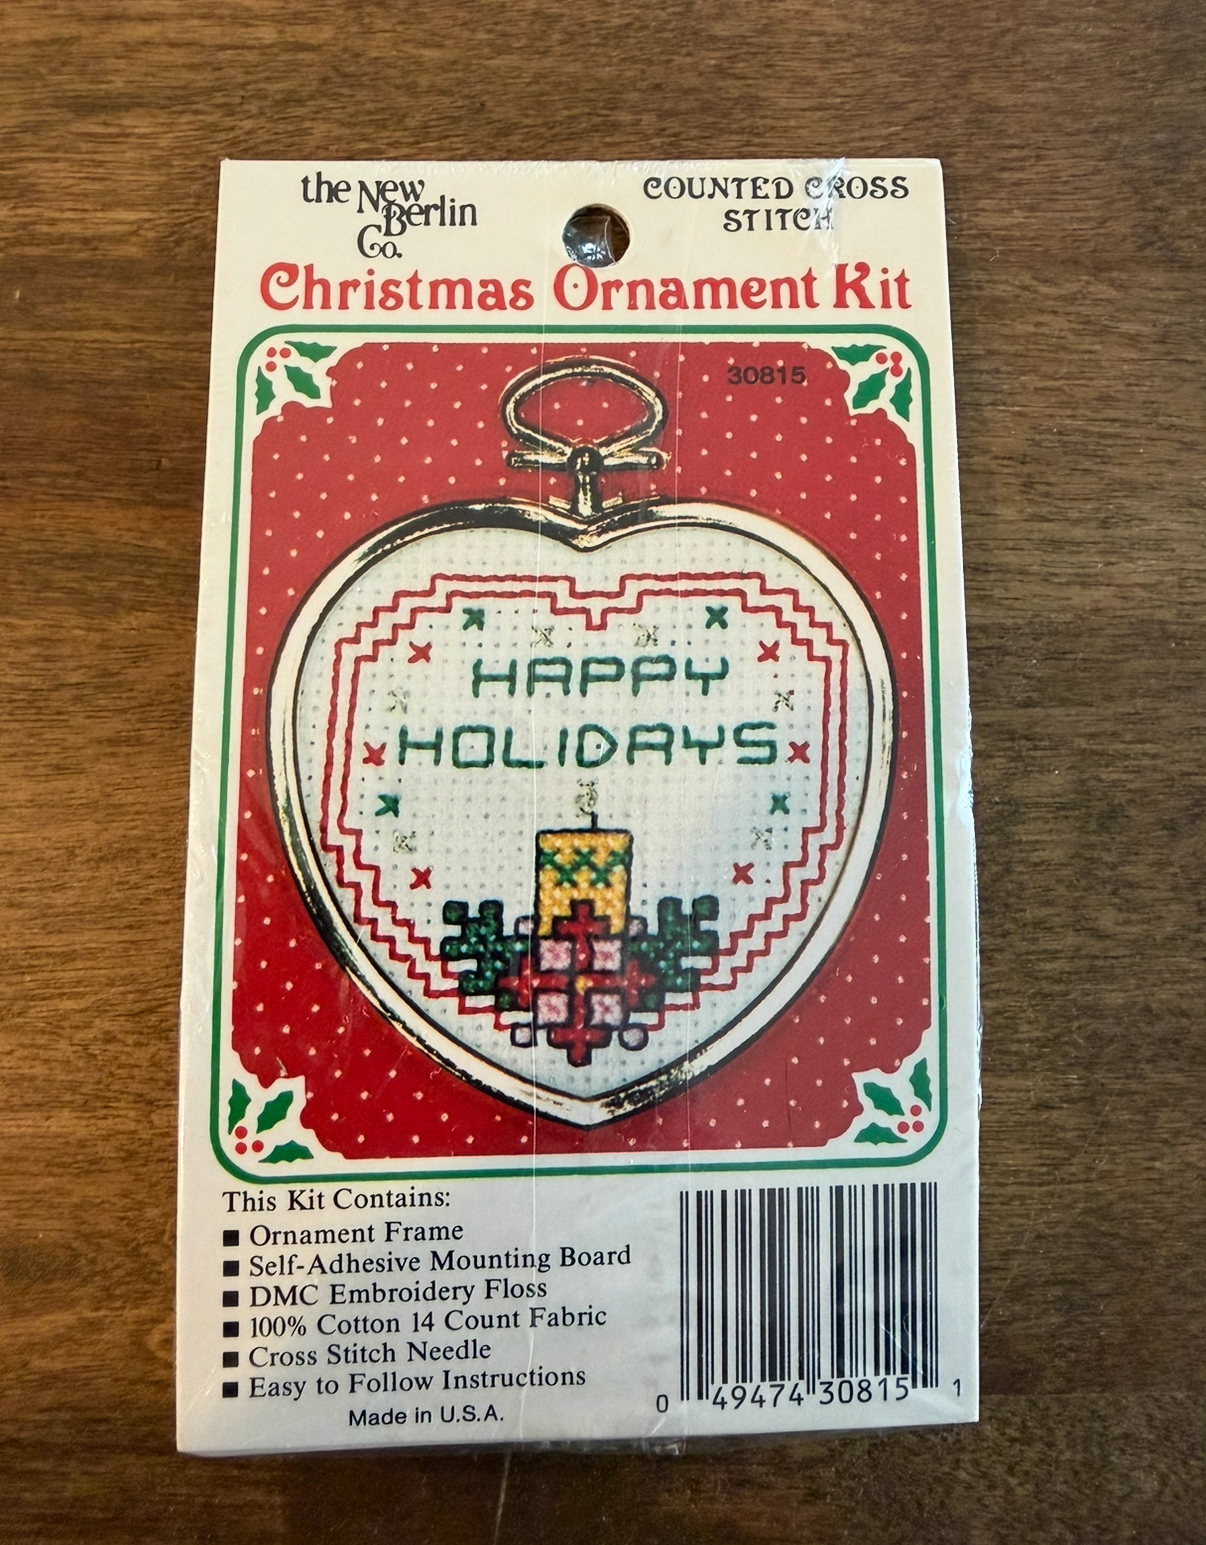 the New
Berlin
Co.
COUNTED CROSS
STITCH
Christmas Ornament Kit
30815
HAPPY
HOLIDAYS
This Kit Contains:
■ Ornament Frame
■ Self-Adhesive Mounting Board
■ DMC Embroidery Floss
■ 100% Cotton 14 Count Fabric
■ Cross Stitch Needle
■ Easy to Follow Instructions
Made in U.S.A.
0 49474 30815 1